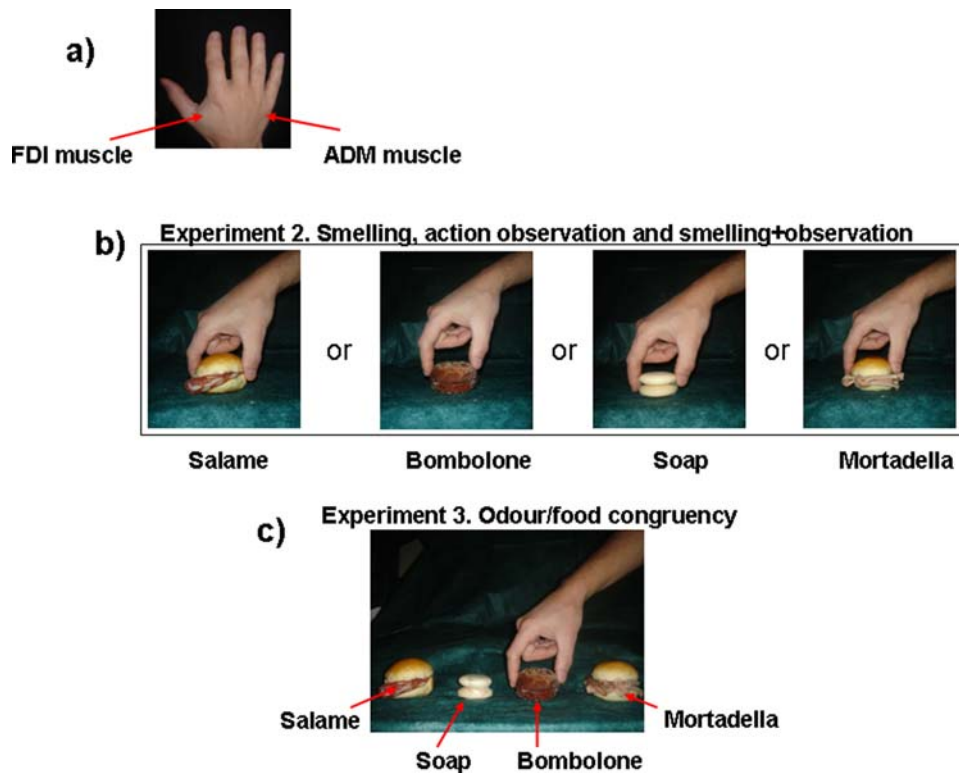 a)
FDI muscle
ADM muscle
b)
Experiment 2. Smelling, action observation and smelling+observation
or
or
or
Salame
Bombolone
Soap
Mortadella
c)
Experiment 3. Odour/food congruency
Salame
Soap
Bombolone
Mortadella